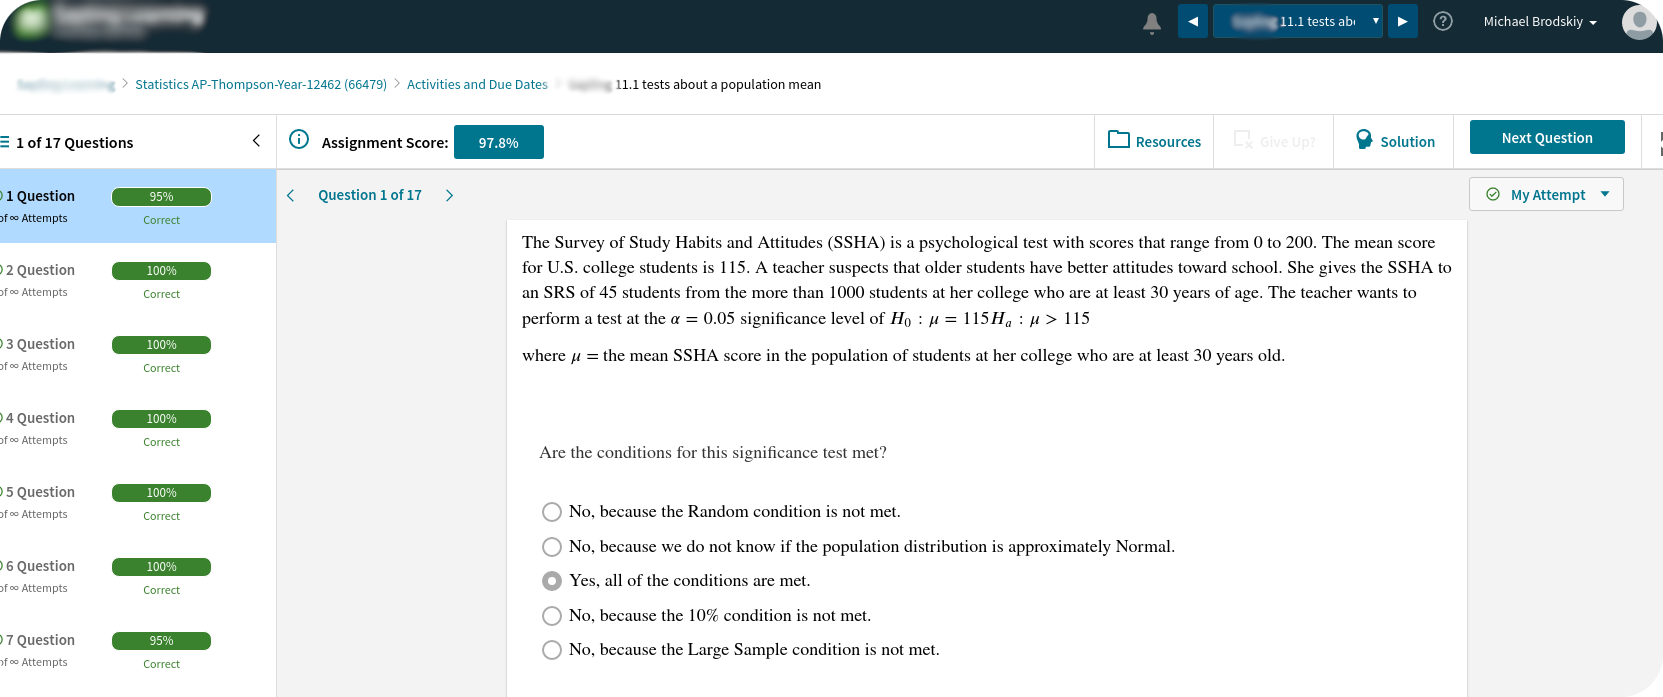 11.1 tests abo
Michael Brodskiy
Statistics AP-Thompson-Year-12462 (66479) > Activities and Due Dates > 11.1 tests about a population mean
1 of 17 Questions
Assignment Score: 97.8%
Resources
Give Up?
Solution
Next Question
1 Question 95%
of ∞ Attempts Correct
2 Question 100%
of ∞ Attempts Correct
3 Question 100%
of ∞ Attempts Correct
4 Question 100%
of ∞ Attempts Correct
5 Question 100%
of ∞ Attempts Correct
6 Question 100%
of ∞ Attempts Correct
7 Question 95%
of ∞ Attempts Correct
Question 1 of 17
My Attempt
The Survey of Study Habits and Attitudes (SSHA) is a psychological test with scores that range from 0 to 200. The mean score
for U.S. college students is 115. A teacher suspects that older students have better attitudes toward school. She gives the SSHA to
an SRS of 45 students from the more than 1000 students at her college who are at least 30 years of age. The teacher wants to
perform a test at the α = 0.05 significance level of H₀ : μ = 115Hₐ : μ > 115
where μ = the mean SSHA score in the population of students at her college who are at least 30 years old.
Are the conditions for this significance test met?
No, because the Random condition is not met.
No, because we do not know if the population distribution is approximately Normal.
Yes, all of the conditions are met.
No, because the 10% condition is not met.
No, because the Large Sample condition is not met.